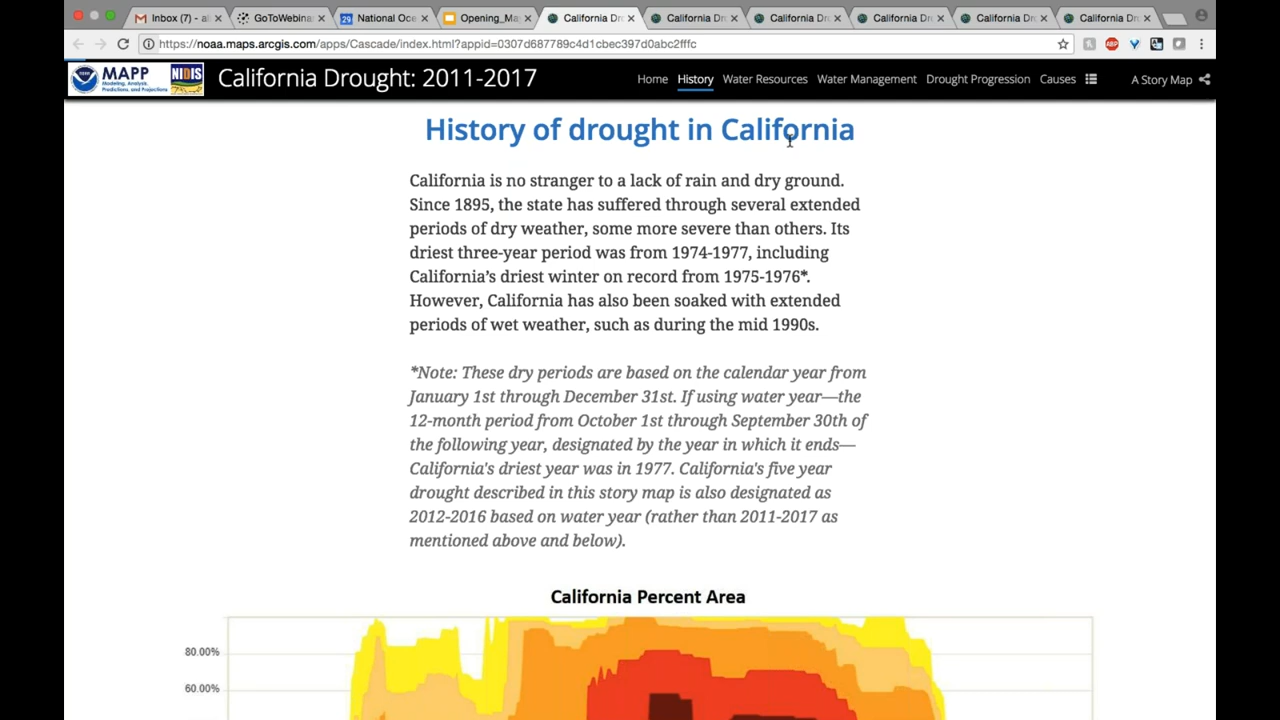 Inbox (7) - al
GoToWebina
National Oce
Opening_Ma
California Dr
California Dr
California Dr
California Dr
California Dr
California Dr
https://noaa.maps.arcgis.com/apps/Cascade/index.html?appid=0307d687789c4d1cbec397d0abc2fffc
MAPP
Modeling, Analysis,
Predictions, and Projections
NIDIS
California Drought: 2011-2017
Home
History
Water Resources
Water Management
Drought Progression
Causes
A Story Map
History of drought in California
California is no stranger to a lack of rain and dry ground.
Since 1895, the state has suffered through several extended
periods of dry weather, some more severe than others. Its
driest three-year period was from 1974-1977, including
California’s driest winter on record from 1975-1976*.
However, California has also been soaked with extended
periods of wet weather, such as during the mid 1990s.
*Note: These dry periods are based on the calendar year from
January 1st through December 31st. If using water year—the
12-month period from October 1st through September 30th of
the following year, designated by the year in which it ends—
California's driest year was in 1977. California's five year
drought described in this story map is also designated as
2012-2016 based on water year (rather than 2011-2017 as
mentioned above and below).
California Percent Area
80.00%
60.00%